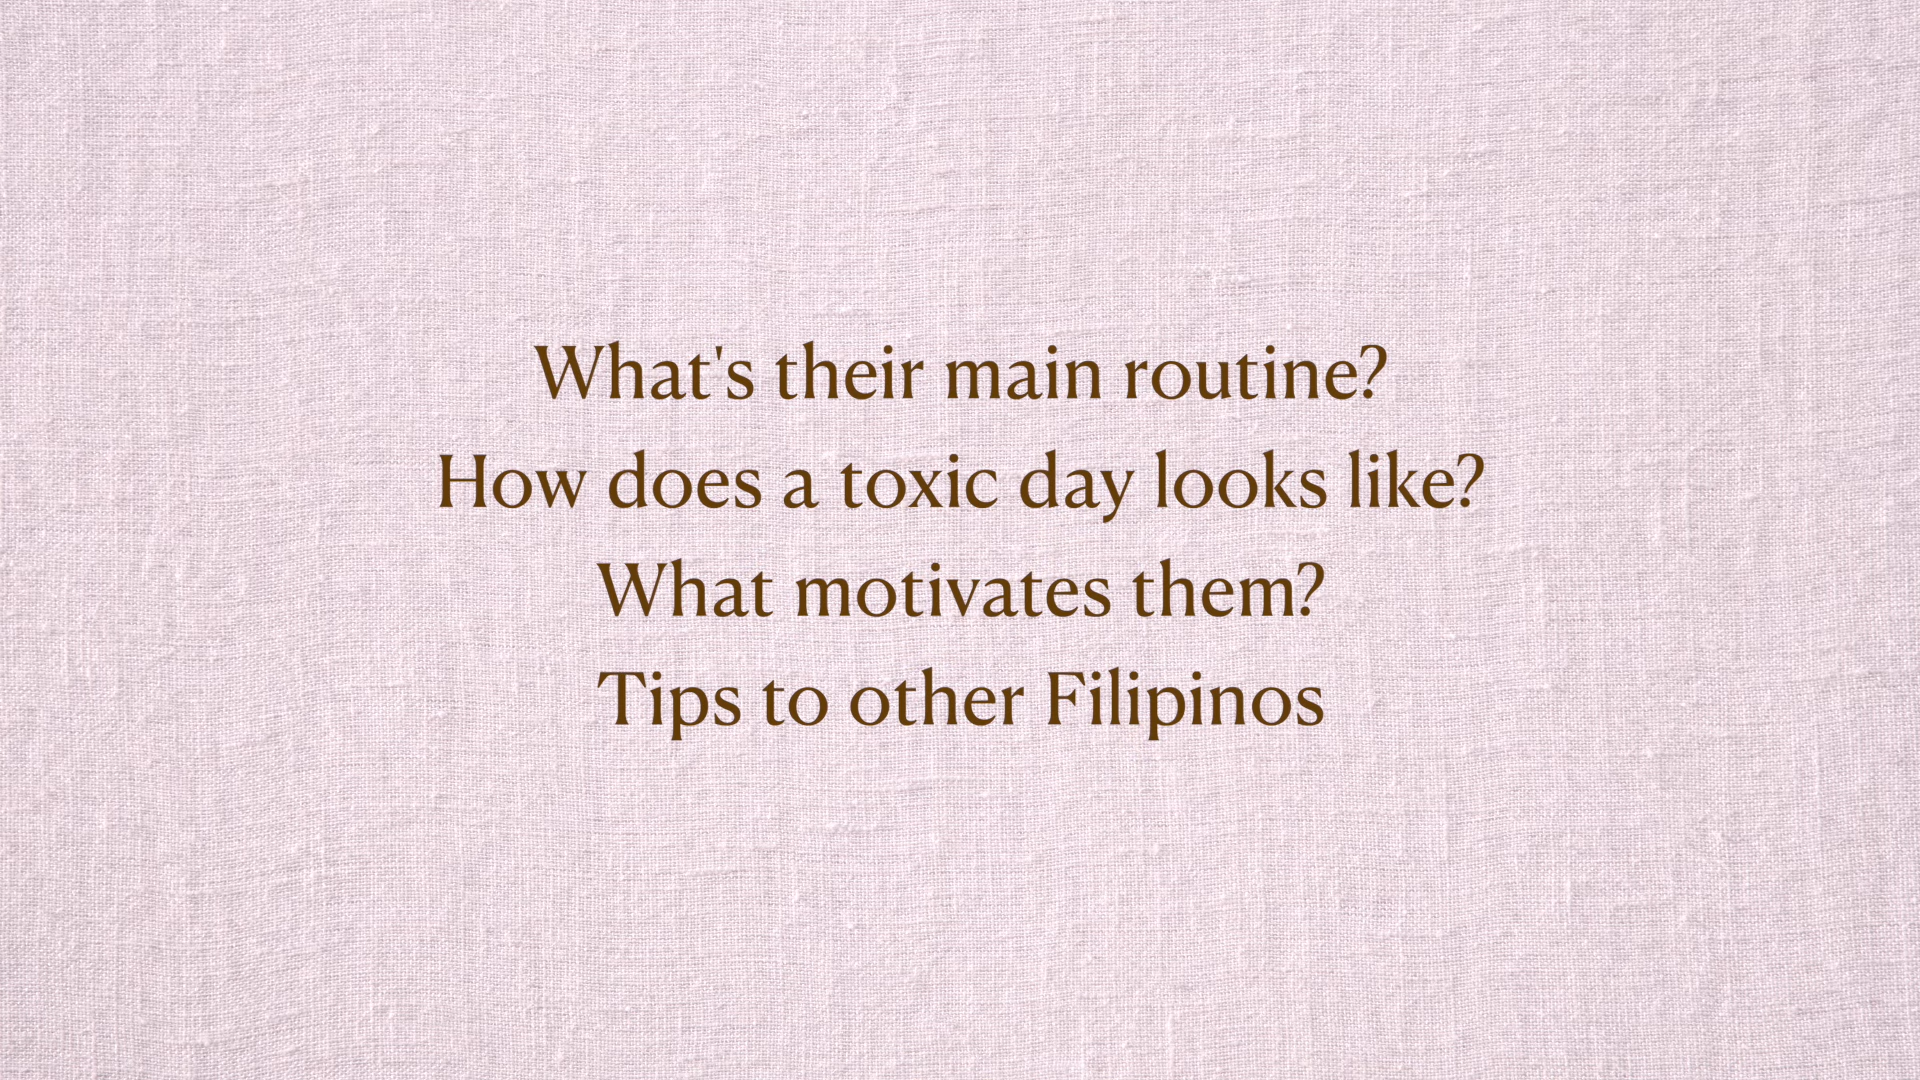 What's their main routine?
How does a toxic day looks like?
What motivates them?
Tips to other Filipinos